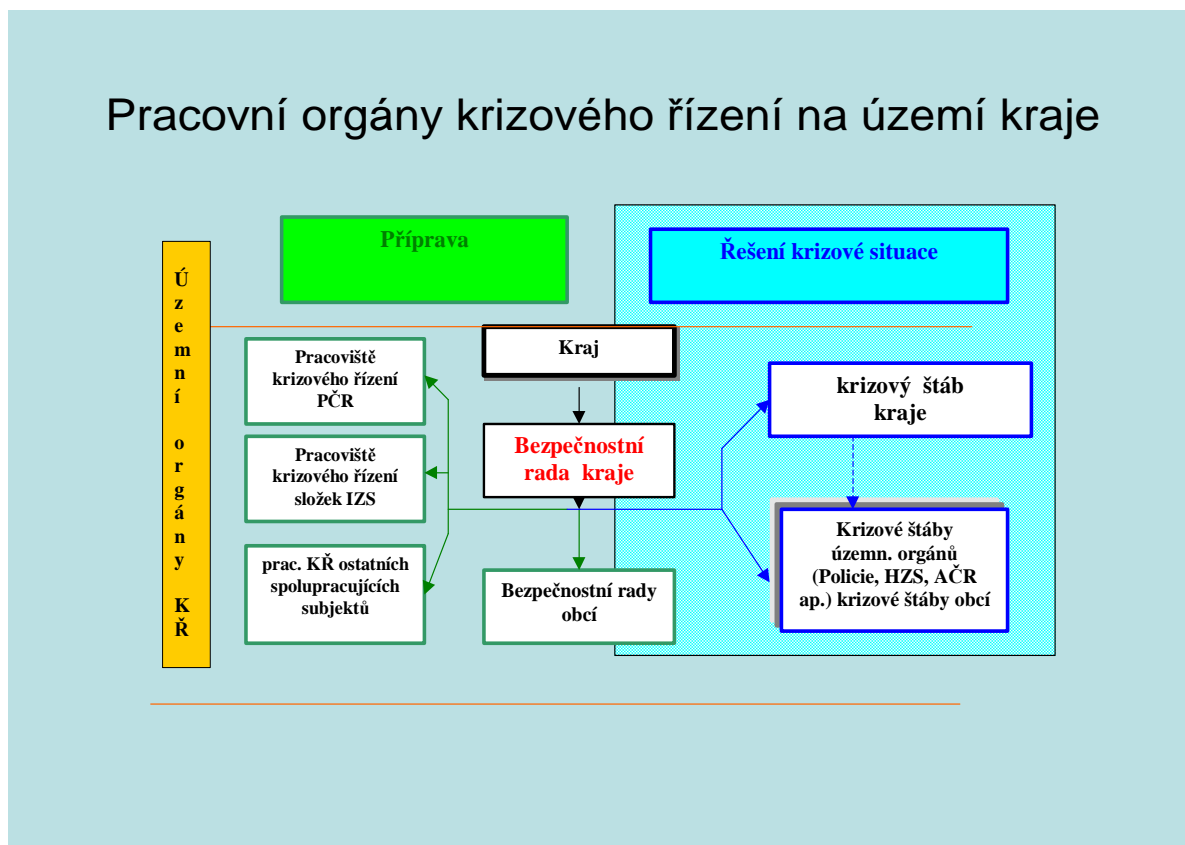 Pracovní orgány krizového řízení na území kraje
Příprava
Řešení krizové situace
Ú
z
e
m
n
í
o
r
g
á
n
y
K
Ř
Kraj
Pracoviště
krizového řízení
PČR
krizový štáb
kraje
Bezpečnostní
rada kraje
Pracoviště
krizového řízení
složek IZS
Krizové štáby
územn. orgánů
(Policie, HZS, AČR
ap.) krizové štáby obcí
prac. KŘ ostatních
spolupracujících
subjektů
Bezpečnostní rady
obcí